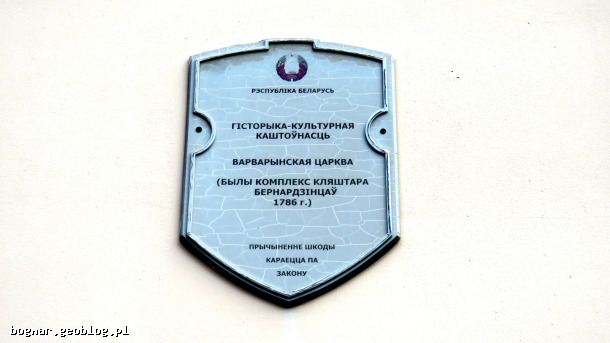 РЭСПУБЛІКА БЕЛАРУСЬ
ГІСТОРЫКА-КУЛЬТУРНАЯ
КАШТОЎНАСЦЬ
ВАРВАРЫНСКАЯ ЦАРКВА
(БЫЛЫ КОМПЛЕКС КЛЯШТАРА
БЕРНАРДЗІНЦАЎ
1786 г.)
ПРЫЧЫНЕННЕ ШКОДЫ
КАРАЕЦЦА ПА
ЗАКОНУ
bognar.geoblog.pl